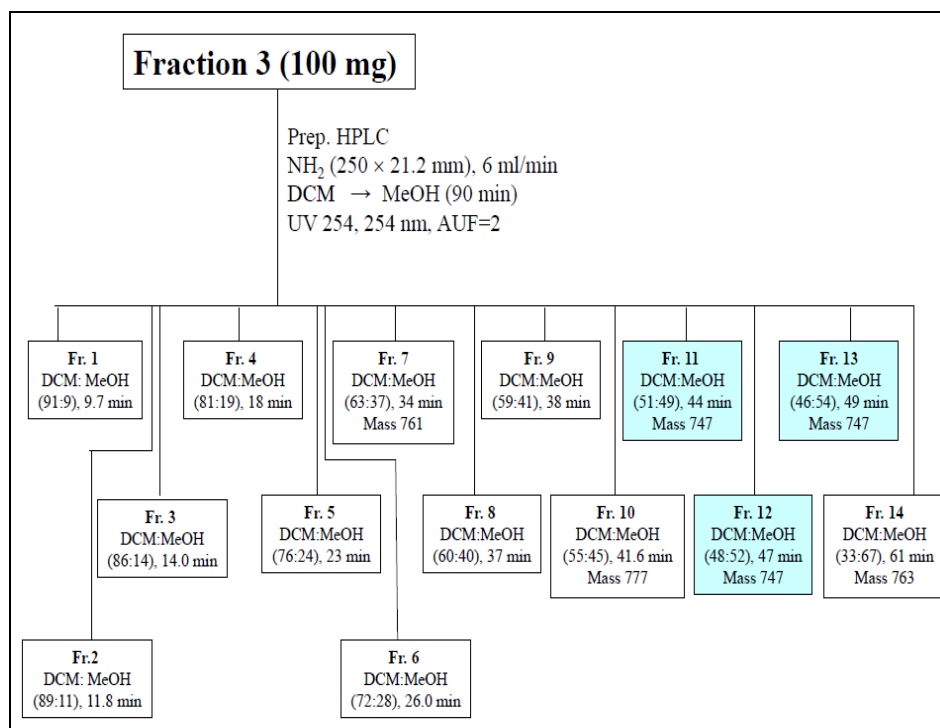 Fraction 3 (100 mg)
Prep. HPLC
NH₂ (250 × 21.2 mm), 6 ml/min
DCM → MeOH (90 min)
UV 254, 254 nm, AUF=2
Fr. 1
DCM: MeOH
(91:9), 9.7 min
Fr. 4
DCM:MeOH
(81:19), 18 min
Fr. 7
DCM:MeOH
(63:37), 34 min
Mass 761
Fr. 9
DCM:MeOH
(59:41), 38 min
Fr. 11
DCM:MeOH
(51:49), 44 min
Mass 747
Fr. 13
DCM:MeOH
(46:54), 49 min
Mass 747
Fr. 3
DCM:MeOH
(86:14), 14.0 min
Fr. 5
DCM:MeOH
(76:24), 23 min
Fr. 8
DCM:MeOH
(60:40), 37 min
Fr. 10
DCM:MeOH
(55:45), 41.6 min
Mass 777
Fr. 12
DCM:MeOH
(48:52), 47 min
Mass 747
Fr. 14
DCM:MeOH
(33:67), 61 min
Mass 763
Fr.2
DCM: MeOH
(89:11), 11.8 min
Fr. 6
DCM:MeOH
(72:28), 26.0 min